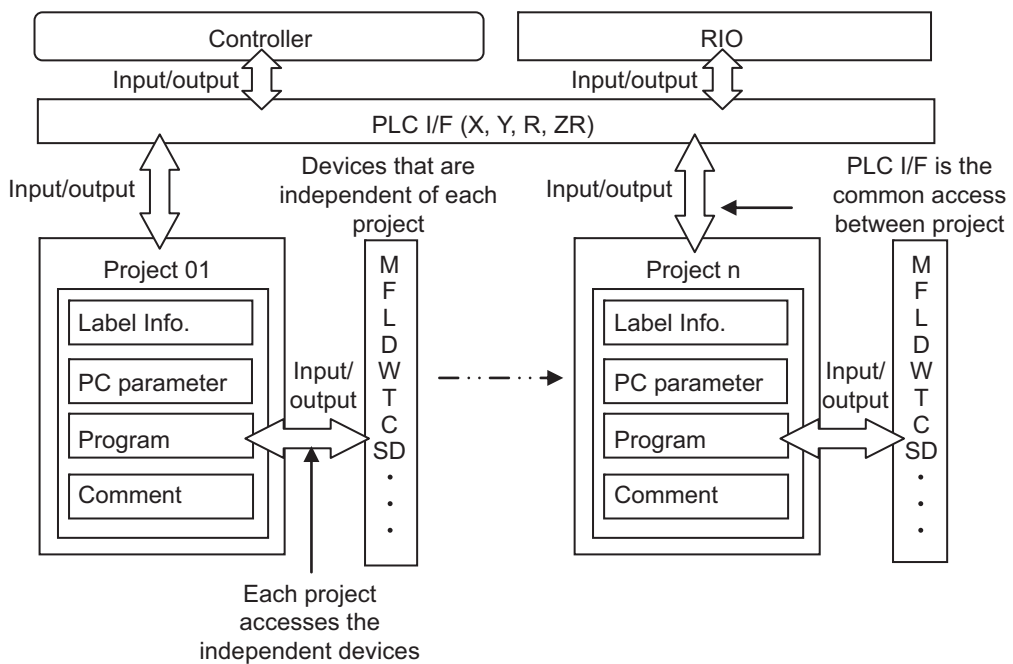 Controller
RIO
Input/output
Input/output
PLC I/F (X, Y, R, ZR)
Input/output
Devices that are
independent of each
project
Input/output
PLC I/F is the
common access
between project
Project 01
Label Info.
PC parameter
Program
Comment
Input/
output
M
F
L
D
W
T
C
SD
Project n
Label Info.
PC parameter
Program
Comment
Input/
output
M
F
L
D
W
T
C
SD
Each project
accesses the
independent devices